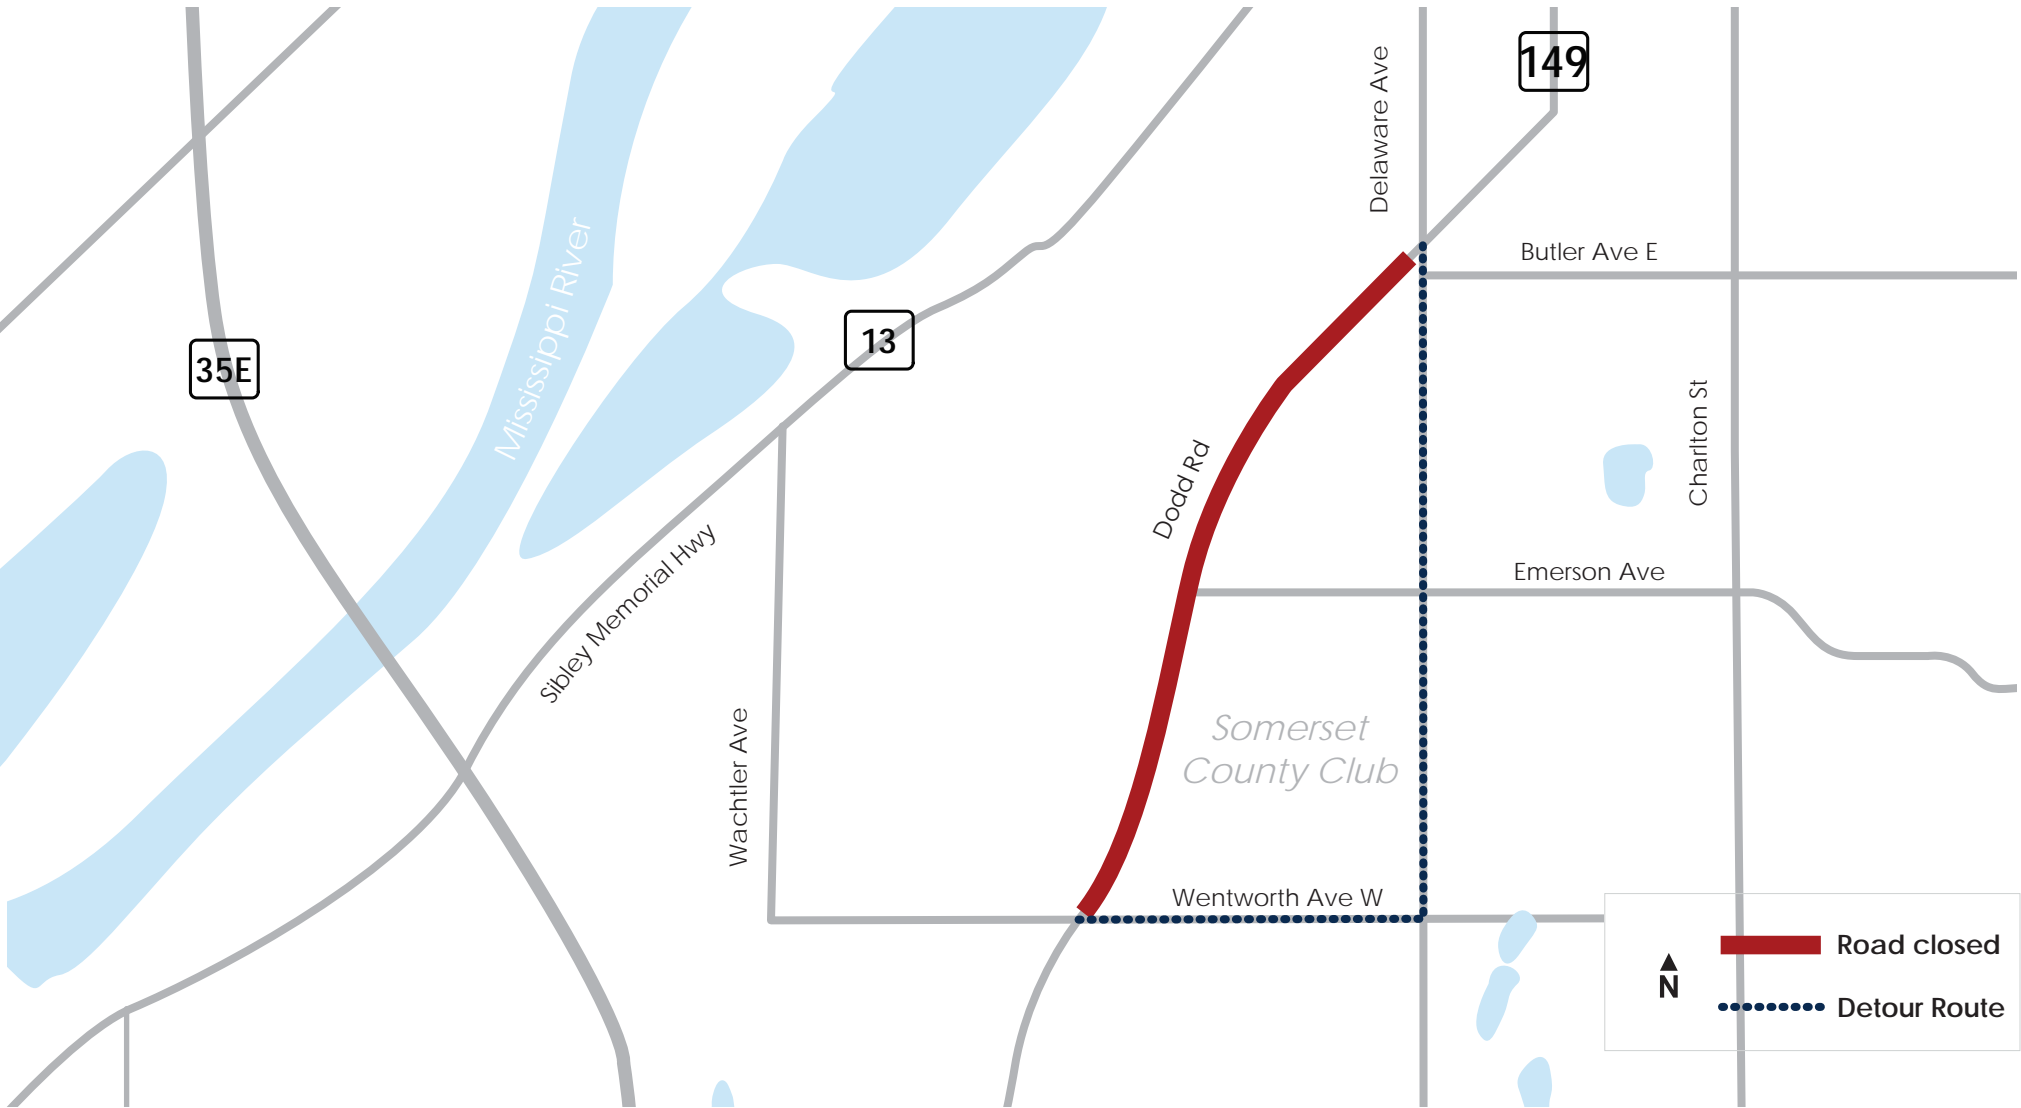 149
Delaware Ave
Butler Ave E
Mississippi River
13
35E
Charlton St
Dodd Rd
Sibley Memorial Hwy
Emerson Ave
Somerset
County Club
Wachtler Ave
Wentworth Ave W
Road closed
N
Detour Route